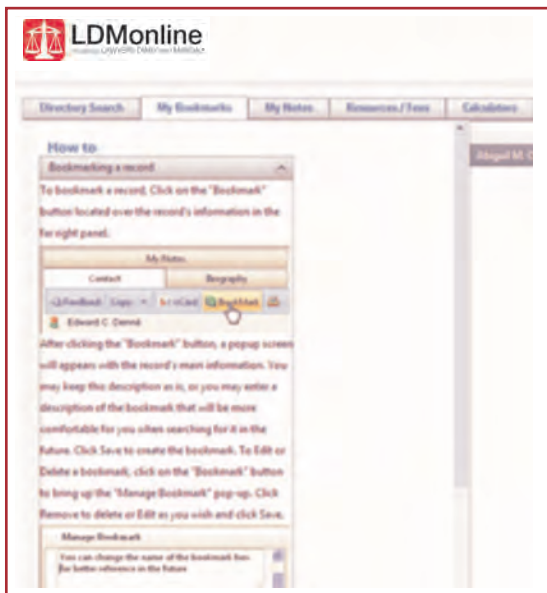 LDMonline
LAWYERS DIARY AND MANUAL
Directory Search
My Bookmarks
My Notes
Resources / Fees
Calculators
How to
Bookmarking a record
Abigail M.
To bookmark a record, Click on the "Bookmark"
button located over the record's information in the
far right panel.
My Notes
Contact
Biography
Feedback
Copy
vCard
BookMark
Edward C.
After clicking the "Bookmark" button, a popup screen
will appears with the record's main information. You
may keep this description as is, or you may enter a
description of the bookmark that will be more
comfortable for you when searching for it in the
future. Click Save to create the bookmark. To Edit or
Delete a bookmark, click on the "Bookmark" button
to bring up the "Manage Bookmark" pop-up. Click
Remove to delete or Edit as you wish and click Save.
Manage Bookmark
You can change the name of the bookmark here
for better reference in the future